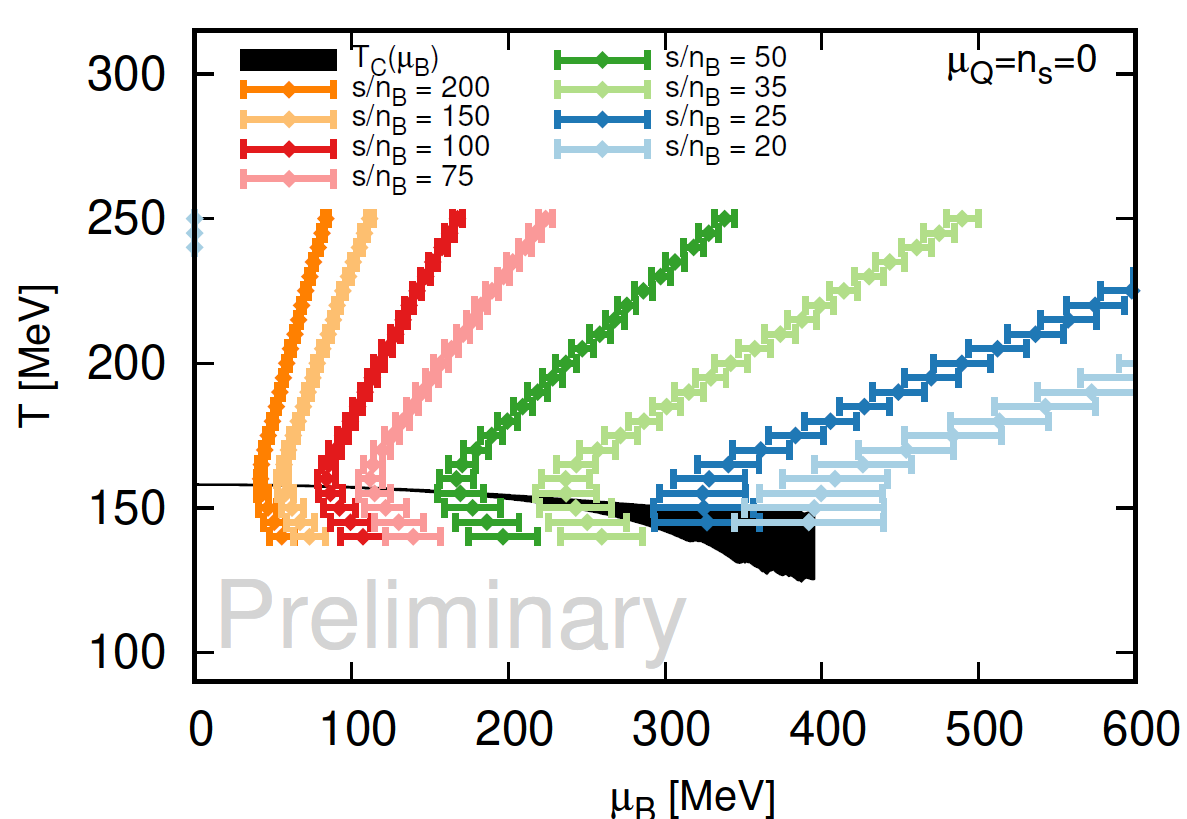 T_C(μ_B)
s/n_B = 200
s/n_B = 150
s/n_B = 100
s/n_B = 75
s/n_B = 50
s/n_B = 35
s/n_B = 25
s/n_B = 20
μ_Q=n_s=0
300
250
200
150
100
T [MeV]
Preliminary
0 100 200 300 400 500 600
μ_B [MeV]